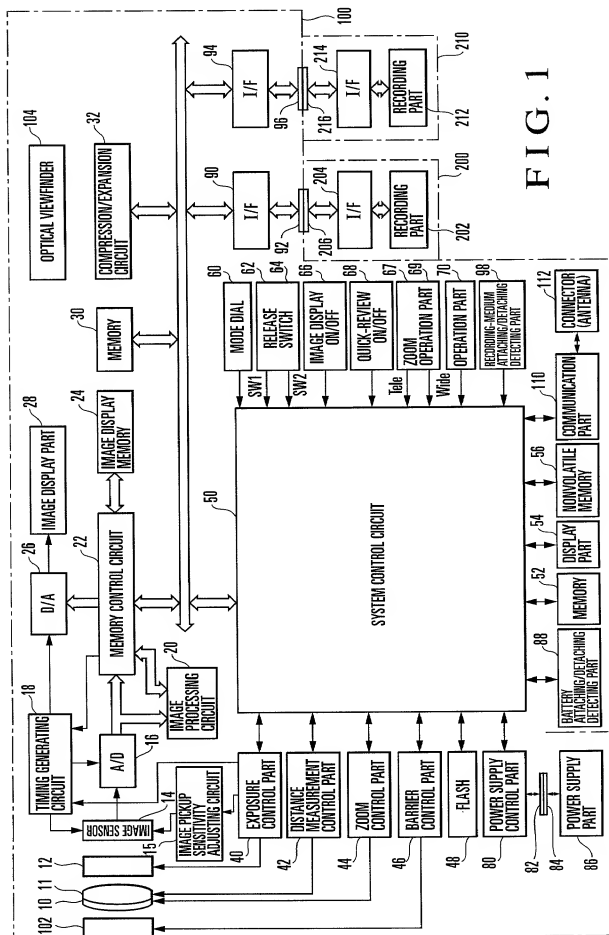 FIG. 1
100
104
OPTICAL VIEWFINDER
32
COMPRESSION/EXPANSION
CIRCUIT
94
I/F
96
214
216
I/F
210
RECORDING
PART
212
90
I/F
92
204
206
I/F
200
RECORDING
PART
202
30
MEMORY
24
IMAGE DISPLAY
MEMORY
28
IMAGE DISPLAY PART
26
D/A
22
MEMORY CONTROL CIRCUIT
20
IMAGE
PROCESSING
CIRCUIT
18
TIMING GENERATING
CIRCUIT
A/D
16
14
IMAGE SENSOR
15
IMAGE PICKUP
SENSITIVITY
ADJUSTING CIRCUIT
12
11
10
102
50
SYSTEM CONTROL CIRCUIT
60
MODE DIAL
62
64
RELEASE
SWITCH
SW1
SW2
66
IMAGE DISPLAY
ON/OFF
68
QUICK-REVIEW
ON/OFF
67
69
ZOOM
OPERATION PART
Tele
Wide
70
OPERATION PART
98
RECORDING-MEDIUM
ATTACHING/DETACHING
DETECTING PART
EXPOSURE
CONTROL PART
40
DISTANCE
MEASUREMENT
CONTROL PART
42
ZOOM
CONTROL PART
44
BARRIER
CONTROL PART
46
FLASH
48
POWER SUPPLY
CONTROL PART
80
82
84
POWER SUPPLY
PART
86
88
BATTERY
ATTACHING/DETACHING
DETECTING PART
52
MEMORY
54
DISPLAY
PART
56
NONVOLATILE
MEMORY
110
COMMUNICATION
PART
112
CONNECTOR
(ANTENNA)